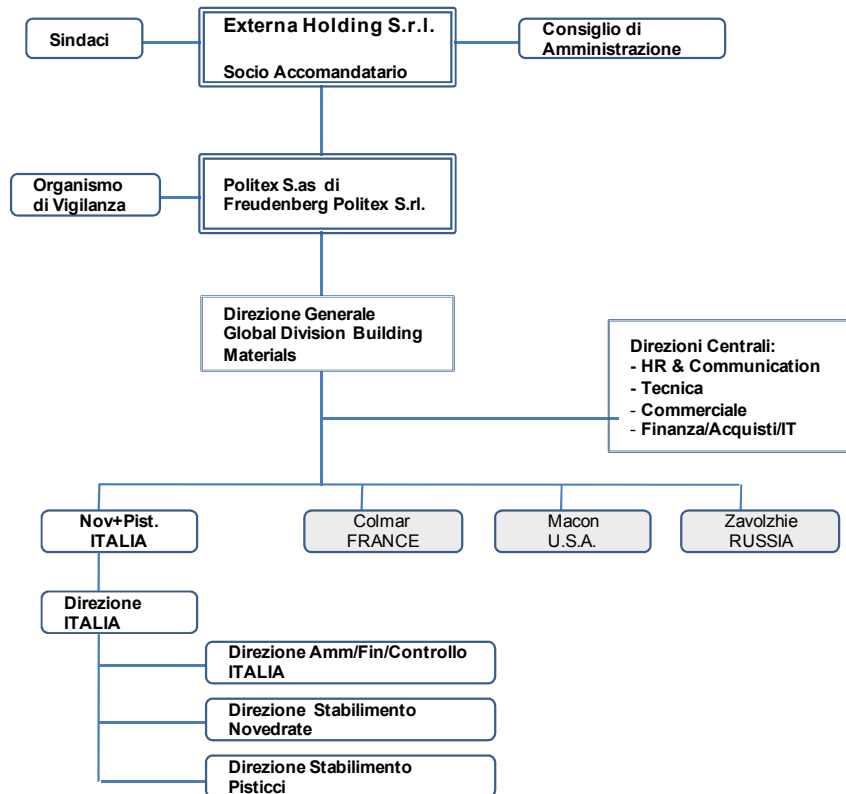 Externa Holding S.r.l.
Socio Accomandatario
Sindaci
Consiglio di
Amministrazione
Organismo
di Vigilanza
Politex S.as di
Freudenberg Politex S.rl.
Direzione Generale
Global Division Building
Materials
Direzioni Centrali:
- HR & Communication
- Tecnica
- Commerciale
- Finanza/Acquisti/IT
Nov+Pist.
ITALIA
Colmar
FRANCE
Macon
U.S.A.
Zavolzhie
RUSSIA
Direzione
ITALIA
Direzione Amm/Fin/Controllo
ITALIA
Direzione Stabilimento
Novedrate
Direzione Stabilimento
Pisticci